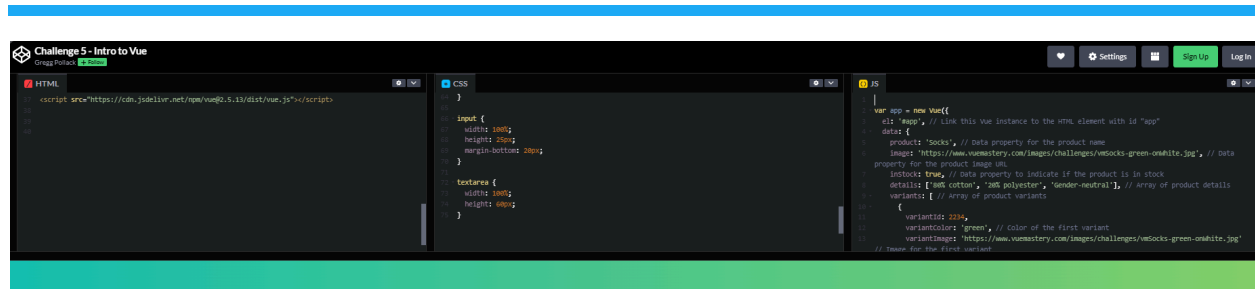 Challenge 5 - Intro to Vue
Gregg Pollack + Follow
Settings
Sign Up
Log In
HTML
<script src="https://cdn.jsdelivr.net/npm/vue@2.5.13/dist/vue.js"></script>
CSS
}
input {
width: 100%;
height: 25px;
margin-bottom: 20px;
}
textarea {
width: 100%;
height: 60px;
}
JS
var app = new Vue({
el: '#app', // Link this Vue instance to the HTML element with id "app"
data: {
product: 'Socks', // Data property for the product name
image: 'https://www.vuemastery.com/images/challenges/vmSocks-green-onWhite.jpg', // Data
property for the product image URL
inStock: true, // Data property to indicate if the product is in stock
details: ['80% cotton', '20% polyester', 'Gender-neutral'], // Array of product details
variants: [ // Array of product variants
{
variantId: 2234,
variantColor: 'green', // Color of the first variant
variantImage: 'https://www.vuemastery.com/images/challenges/vmSocks-green-onWhite.jpg'
// Image for the first variant